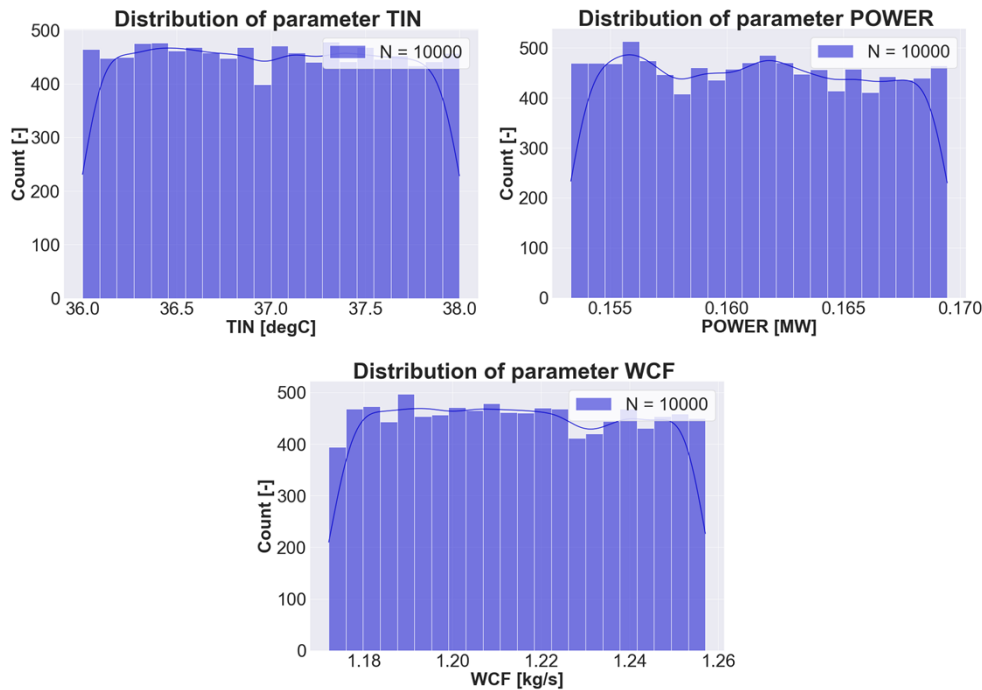 Distribution of parameter TIN
N = 10000
500
400
300
200
100
0
Count [-]
36.0 36.5 37.0 37.5 38.0
TIN [degC]
Distribution of parameter POWER
N = 10000
500
400
300
200
100
0
Count [-]
0.155 0.160 0.165 0.170
POWER [MW]
Distribution of parameter WCF
N = 10000
500
400
300
200
100
0
Count [-]
1.18 1.20 1.22 1.24 1.26
WCF [kg/s]